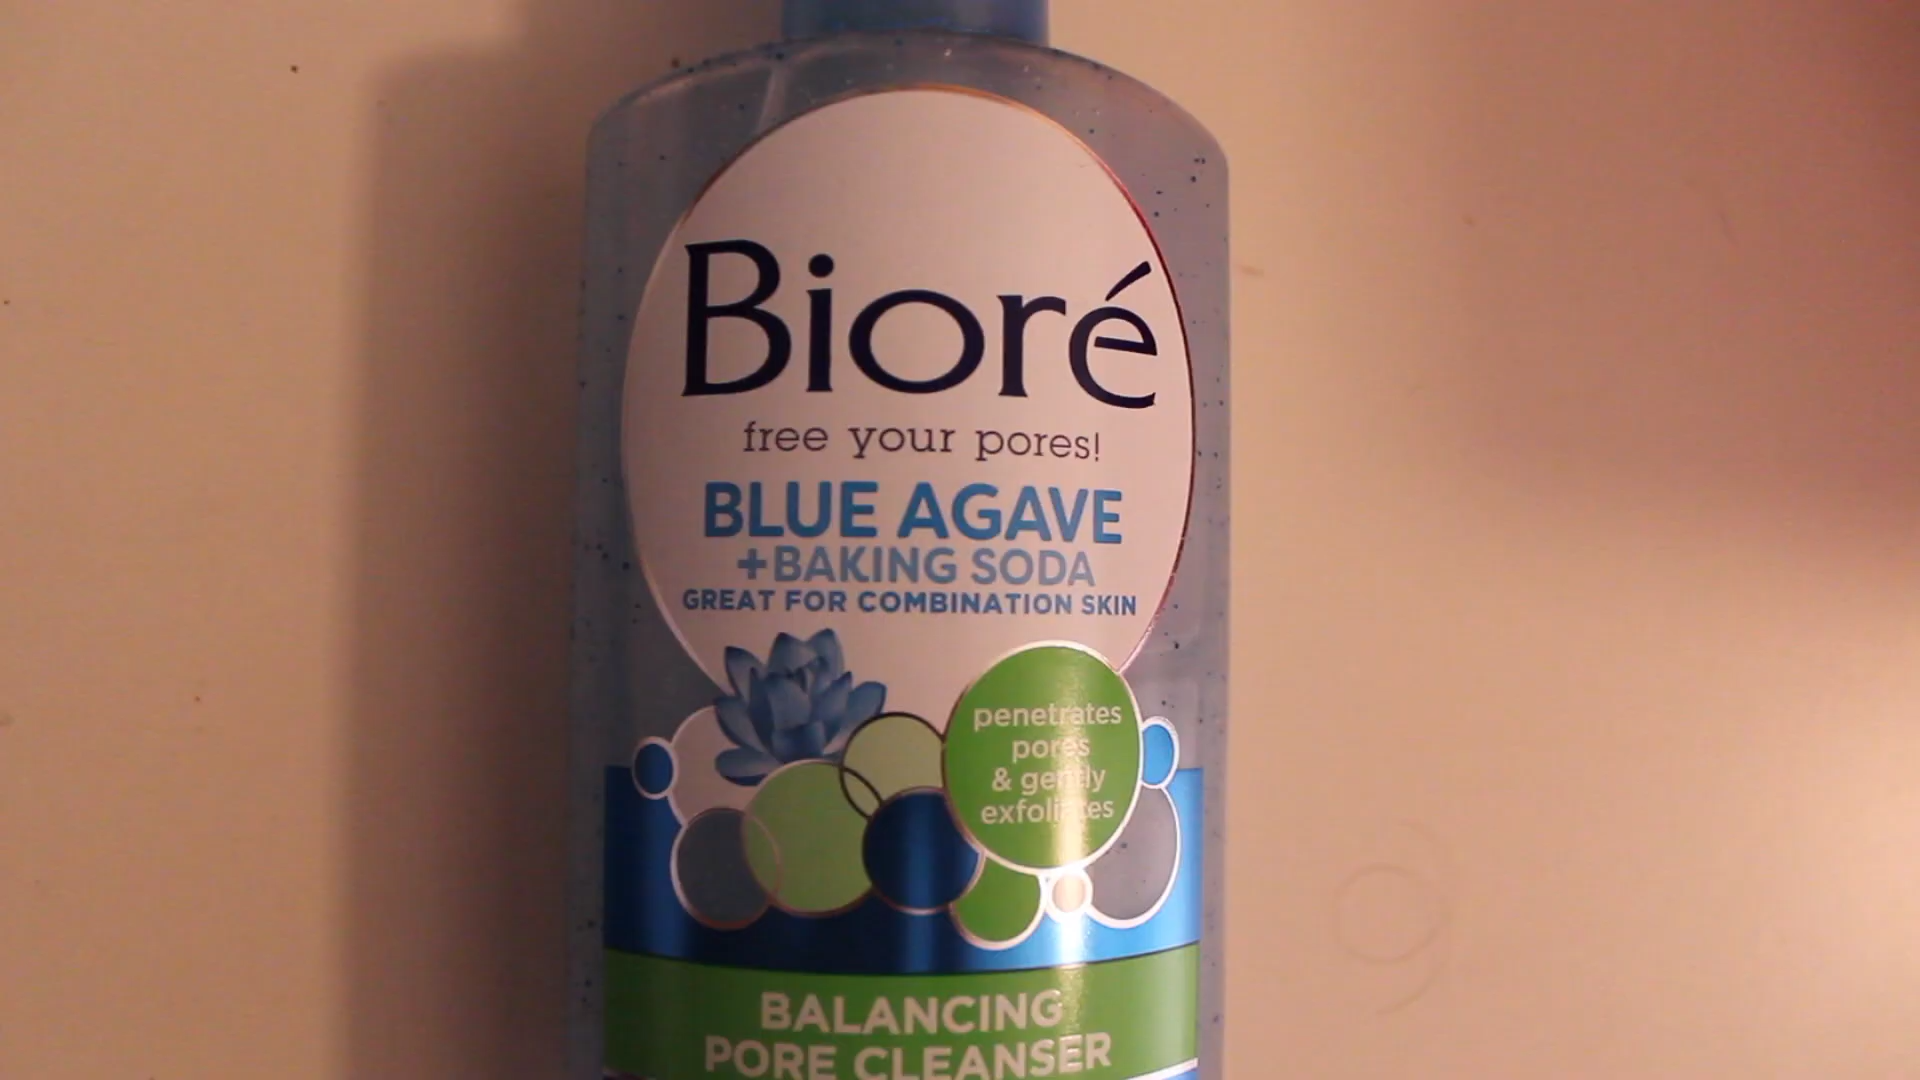 Bioré
free your pores!
BLUE AGAVE
+BAKING SODA
GREAT FOR COMBINATION SKIN
penetrates
pores
& gently
exfoliates
BALANCING
PORE CLEANSER